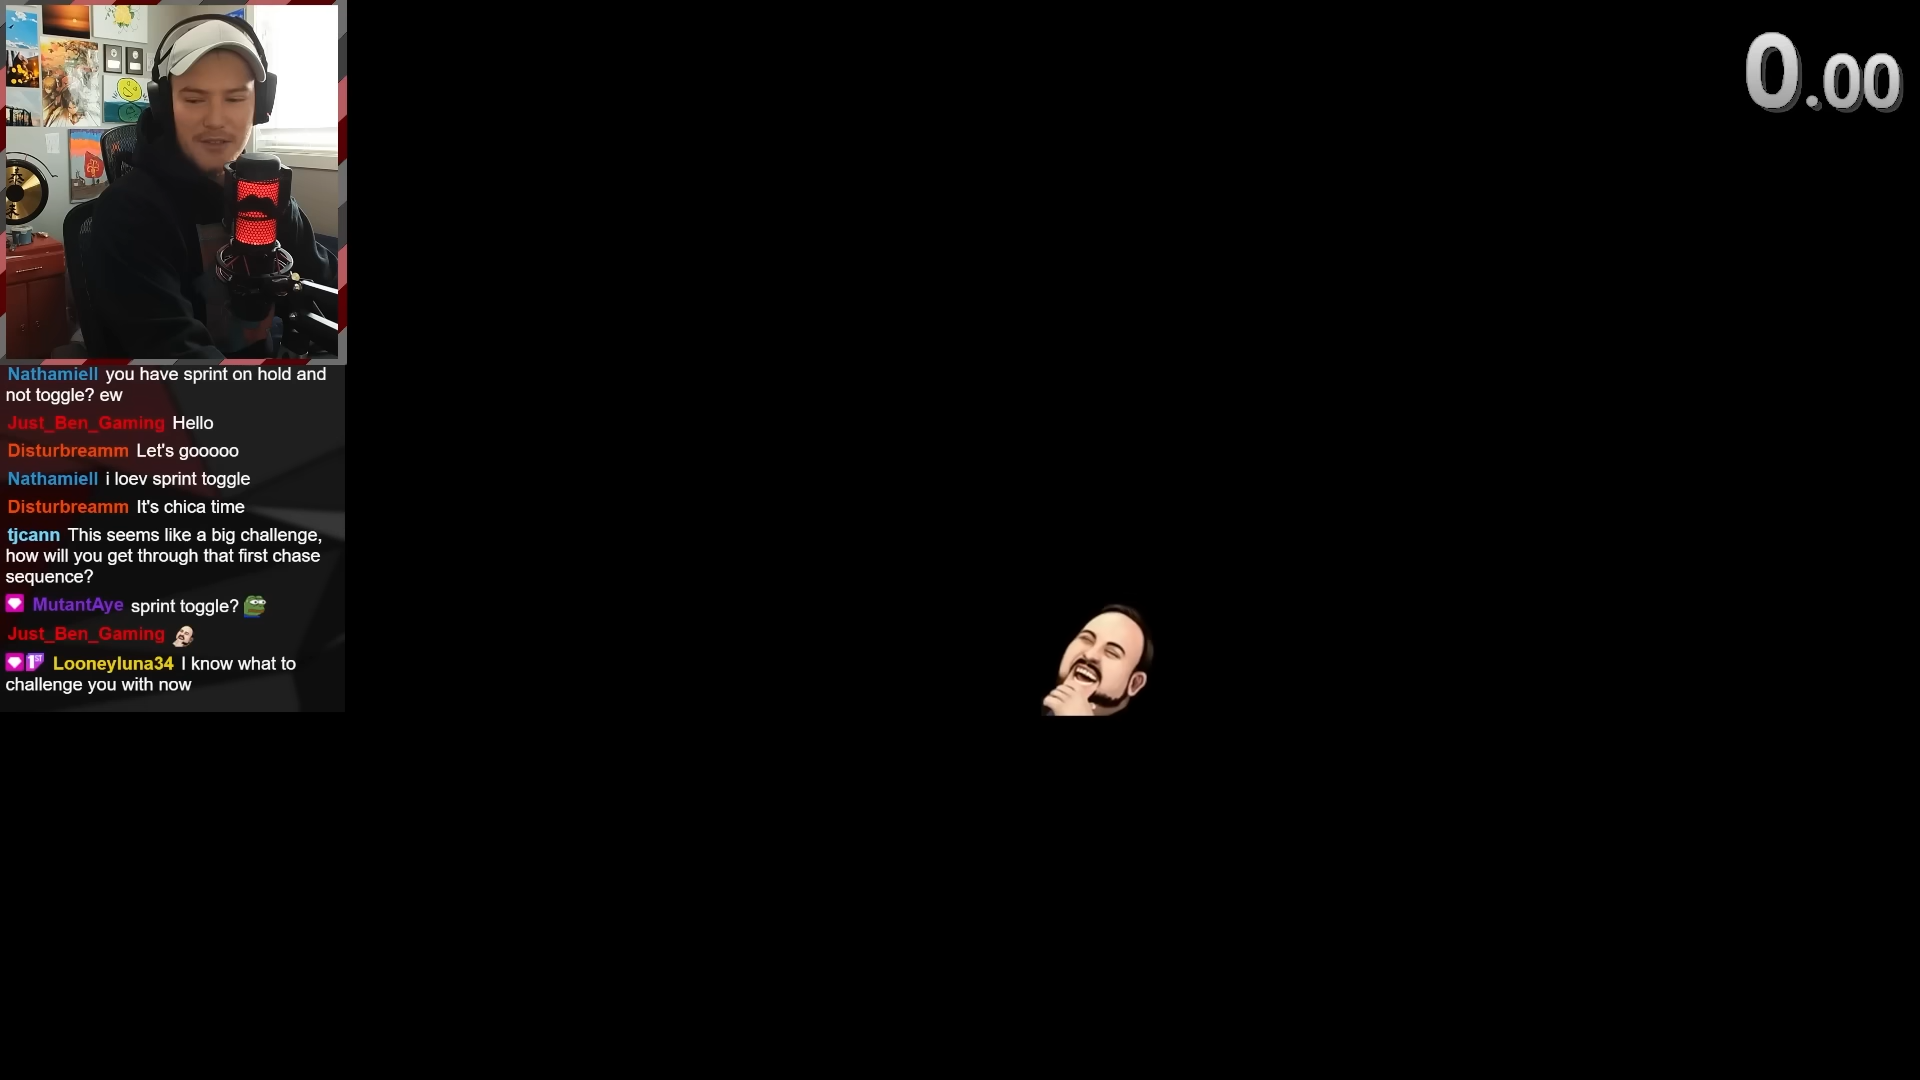 0.00
Nathamiell you have sprint on hold and
not toggle? ew
Just_Ben_Gaming Hello
Disturbreamm Let's gooooo
Nathamiell i loev sprint toggle
Disturbreamm It's chica time
tjcann This seems like a big challenge,
how will you get through that first chase
sequence?
MutantAye sprint toggle?
Just_Ben_Gaming
1ST Looneyluna34 I know what to
challenge you with now